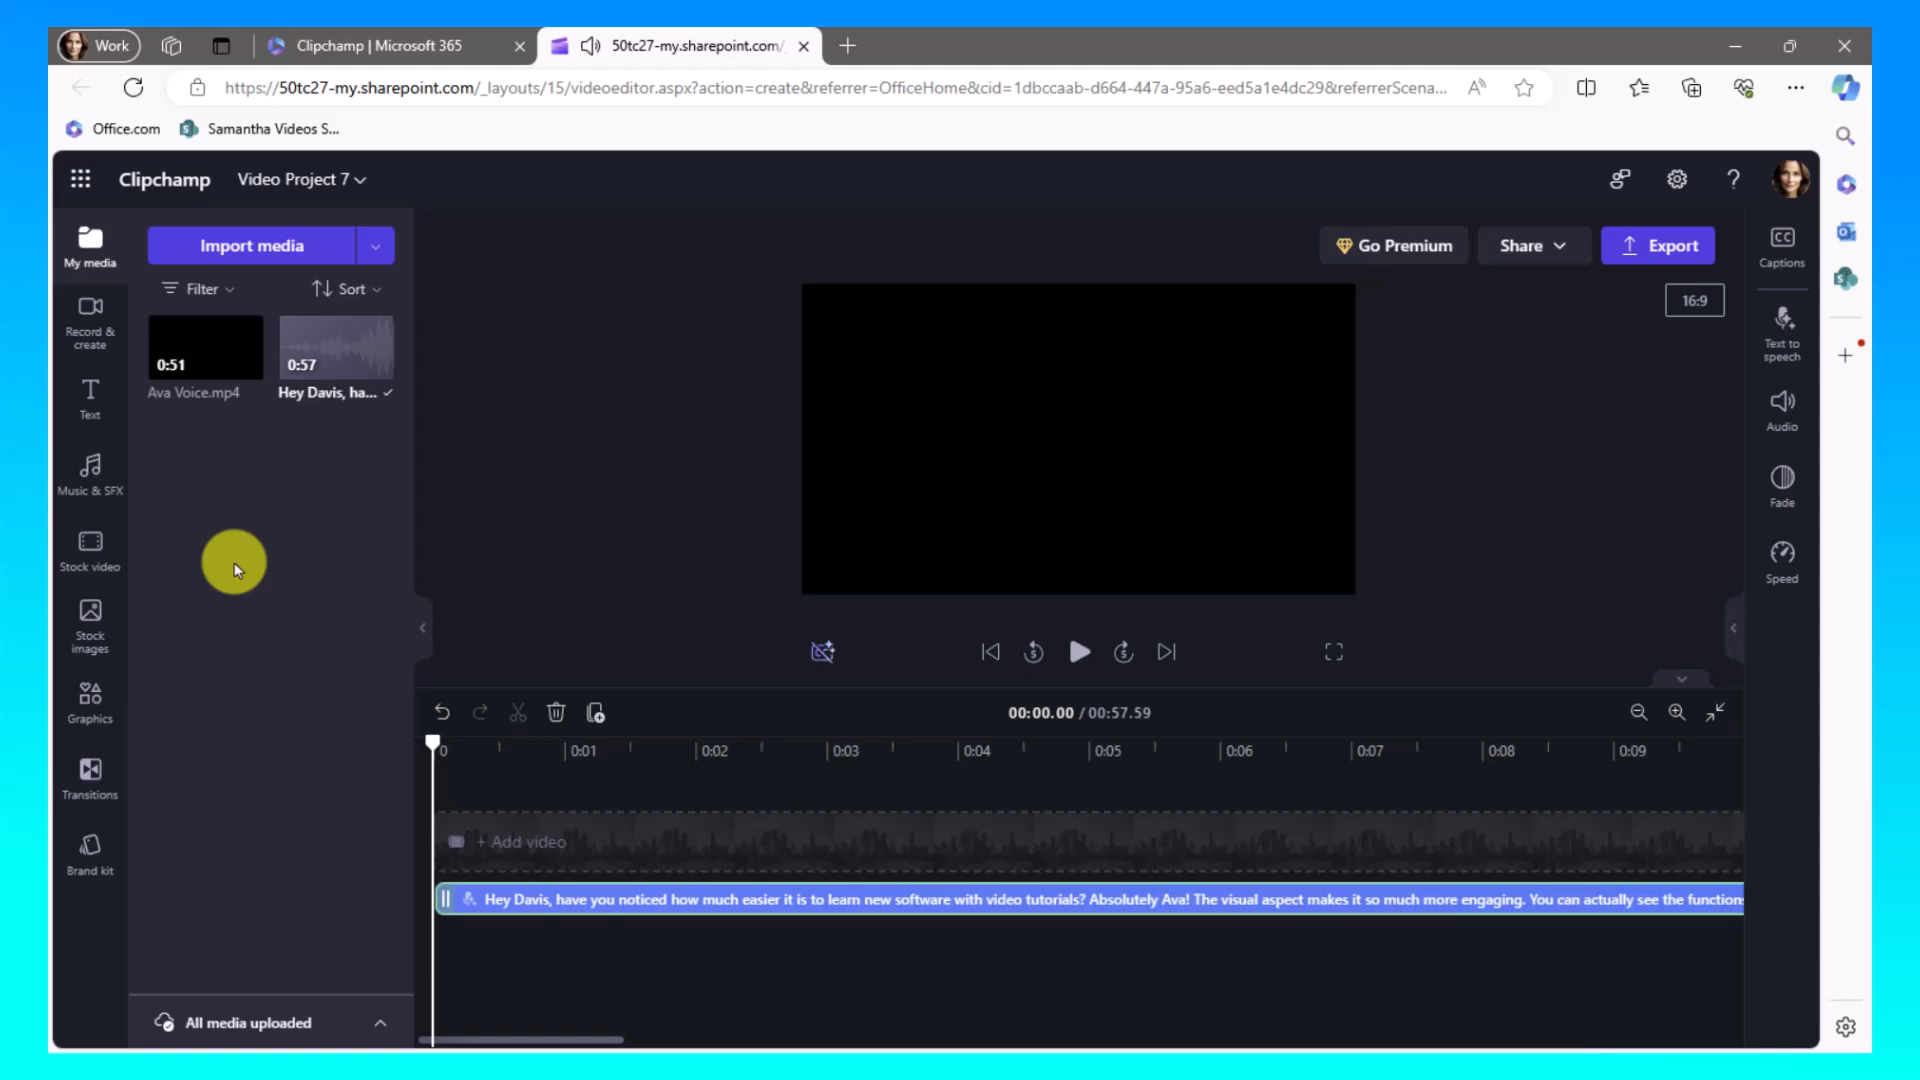 Work
Clipchamp | Microsoft 365
50tc27-my.sharepoint.com/
https://50tc27-my.sharepoint.com/_layouts/15/videoeditor.aspx?action=create&referrer=OfficeHome&cid=1dbccaab-d664-447a-95a6-eed5a1e4dc29&referrerScena...
Office.com
Samantha Videos S...
Clipchamp
Video Project 7
My media
Import media
Go Premium
Share
Export
Captions
Filter
Sort
16:9
Record &
create
0:51
0:57
Ava Voice.mp4
Hey Davis, ha...
Text to
speech
Text
Audio
Music & SFX
Fade
Stock video
Speed
Stock
images
Graphics
00:00.00 / 00:57.59
0
0:01
0:02
0:03
0:04
0:05
0:06
0:07
0:08
0:09
Transitions
+ Add video
Brand kit
Hey Davis, have you noticed how much easier it is to learn new software with video tutorials? Absolutely Ava! The visual aspect makes it so much more engaging. You can actually see the function
All media uploaded